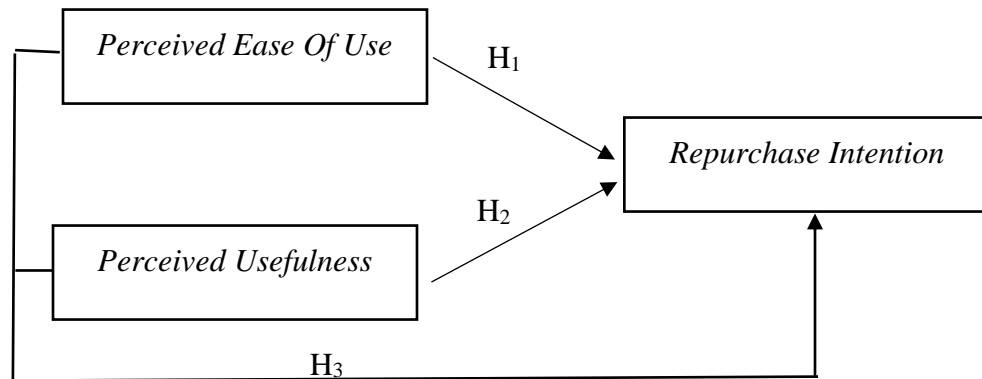 Perceived Ease Of Use
H₁
Repurchase Intention
H₂
Perceived Usefulness
H₃